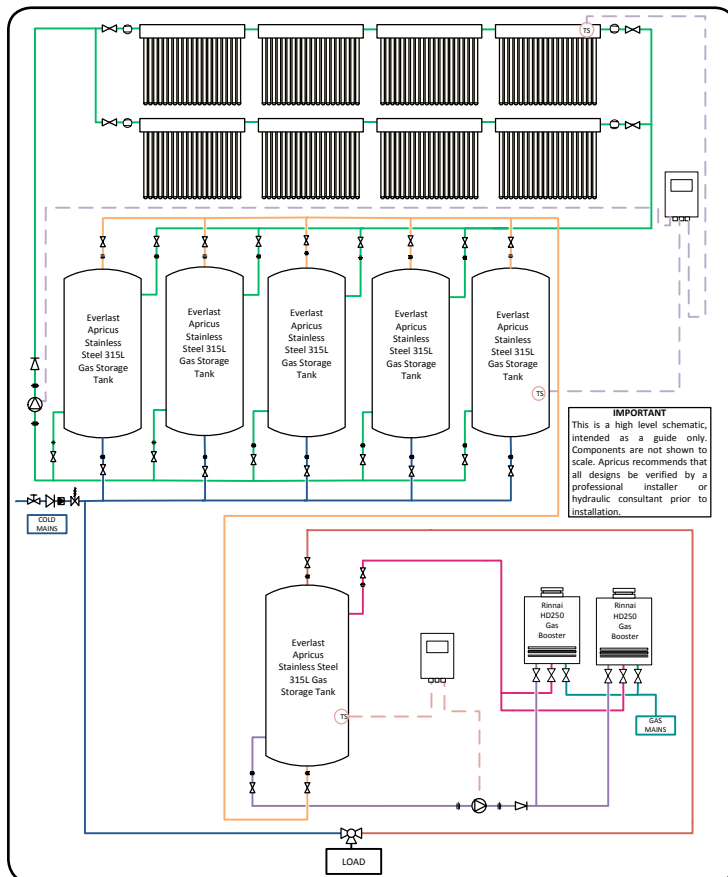 TS
Everlast
Apricus
Stainless
Steel 315L
Gas Storage
Tank
Everlast
Apricus
Stainless
Steel 315L
Gas Storage
Tank
Everlast
Apricus
Stainless
Steel 315L
Gas Storage
Tank
Everlast
Apricus
Stainless
Steel 315L
Gas Storage
Tank
Everlast
Apricus
Stainless
Steel 315L
Gas Storage
Tank
TS
IMPORTANT
This is a high level schematic,
intended as a guide only.
Components are not shown to
scale. Apricus recommends that
all designs be verified by a
professional installer or
hydraulic consultant prior to
installation.
COLD
MAINS
Everlast
Apricus
Stainless Steel
315L Gas
Storage Tank
TS
Rinnai
HD250
Gas
Booster
Rinnai
HD250
Gas
Booster
GAS
MAINS
LOAD